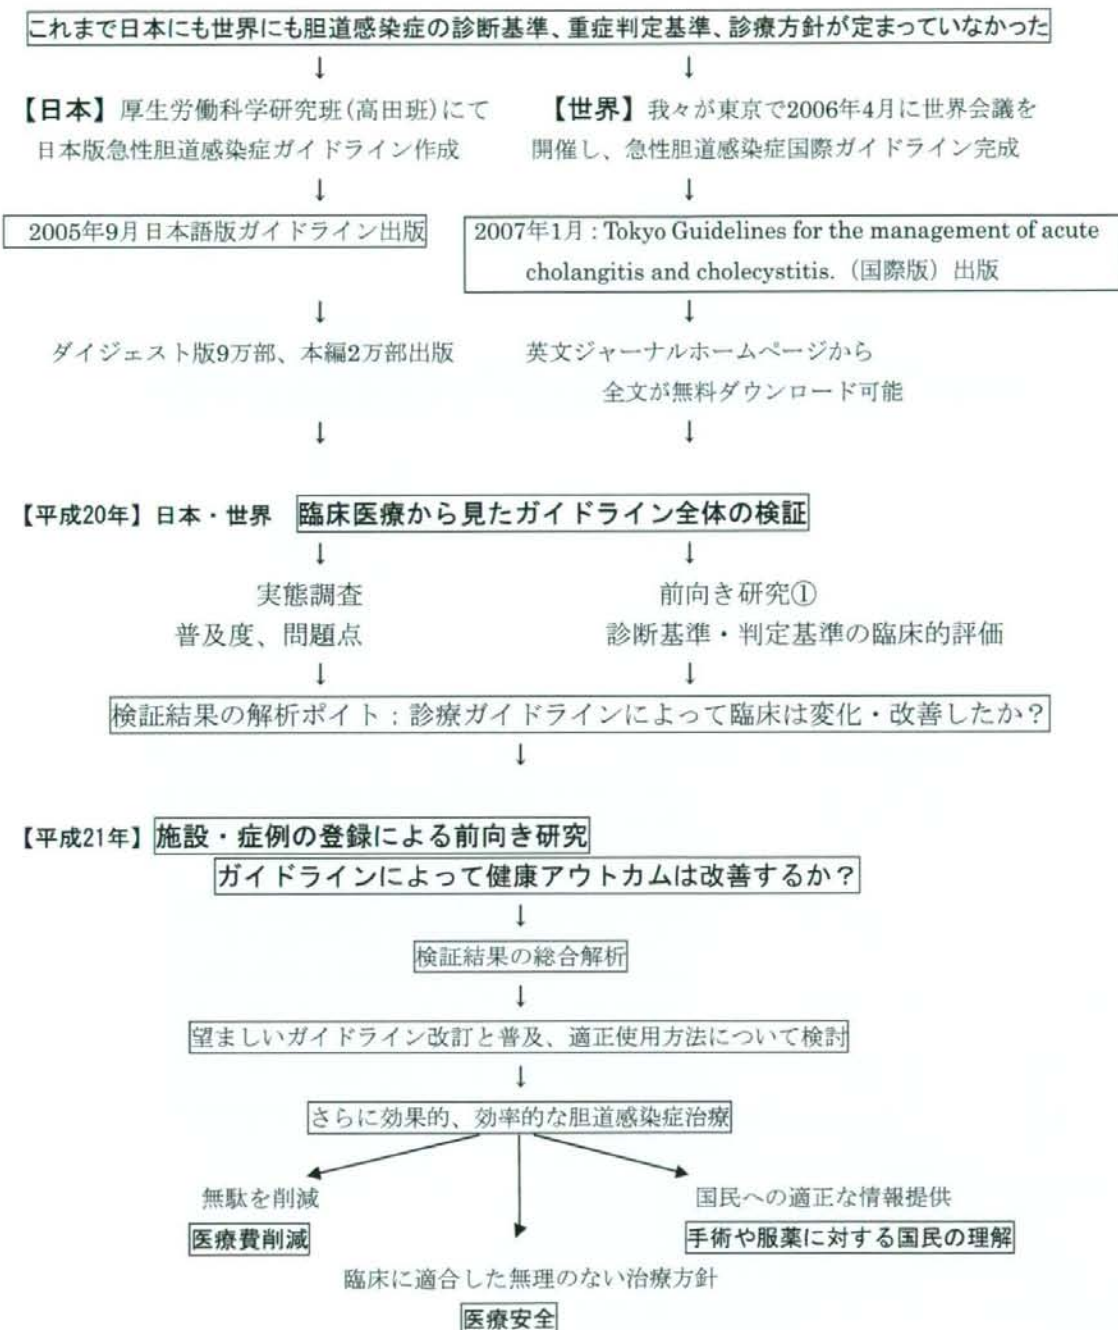 これまで日本にも世界にも胆道感染症の診断基準、重症判定基準、診療方針が定まっていなかった
↓ ↓
【日本】厚生労働科学研究班(高田班)にて
日本版急性胆道感染症ガイドライン作成
↓
2005年9月日本語版ガイドライン出版
↓
ダイジェスト版9万部、本編2万部出版
↓
【世界】我々が東京で2006年4月に世界会議を
開催し、急性胆道感染症国際ガイドライン完成
↓
2007年1月：Tokyo Guidelines for the management of acute
cholangitis and cholecystitis.（国際版）出版
↓
英文ジャーナルホームページから
全文が無料ダウンロード可能
↓
【平成20年】日本・世界 臨床医療から見たガイドライン全体の検証
↓ ↓
実態調査
普及度、問題点
↓
前向き研究①
診断基準・判定基準の臨床的評価
↓
検証結果の解析ポイト：診療ガイドラインによって臨床は変化・改善したか？
↓
【平成21年】施設・症例の登録による前向き研究
ガイドラインによって健康アウトカムは改善するか？
↓
検証結果の総合解析
↓
望ましいガイドライン改訂と普及、適正使用方法について検討
↓
さらに効果的、効率的な胆道感染症治療
無駄を削減
医療費削減
臨床に適合した無理のない治療方針
医療安全
国民への適正な情報提供
手術や服薬に対する国民の理解